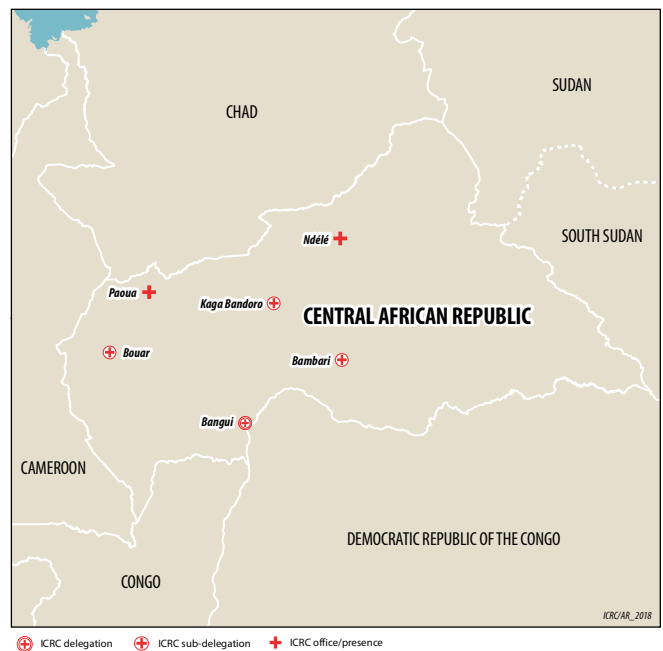 SUDAN
CHAD
SOUTH SUDAN
Ndélé
Paoua
Kaga Bandoro
CENTRAL AFRICAN REPUBLIC
Bouar
Bambari
Bangui
CAMEROON
DEMOCRATIC REPUBLIC OF THE CONGO
CONGO
ICRC/AR_2018
ICRC delegation
ICRC sub-delegation
ICRC office/presence